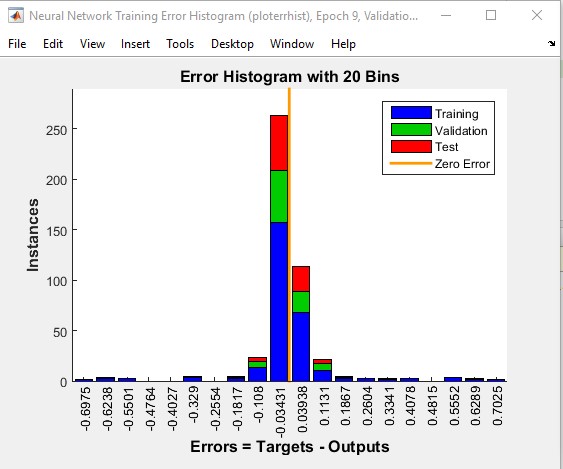 Neural Network Training Error Histogram (ploterrhist), Epoch 9, Validatio...
File Edit View Insert Tools Desktop Window Help
Error Histogram with 20 Bins
Training
Validation
Test
Zero Error
250
200
150
100
50
0
Instances
-0.6975 -0.6238 -0.5501 -0.4764 -0.4027 -0.329 -0.2554 -0.1817 -0.108 -0.03431 0.03938 0.1131 0.1867 0.2604 0.3341 0.4078 0.4815 0.5552 0.6289 0.7025
Errors = Targets - Outputs